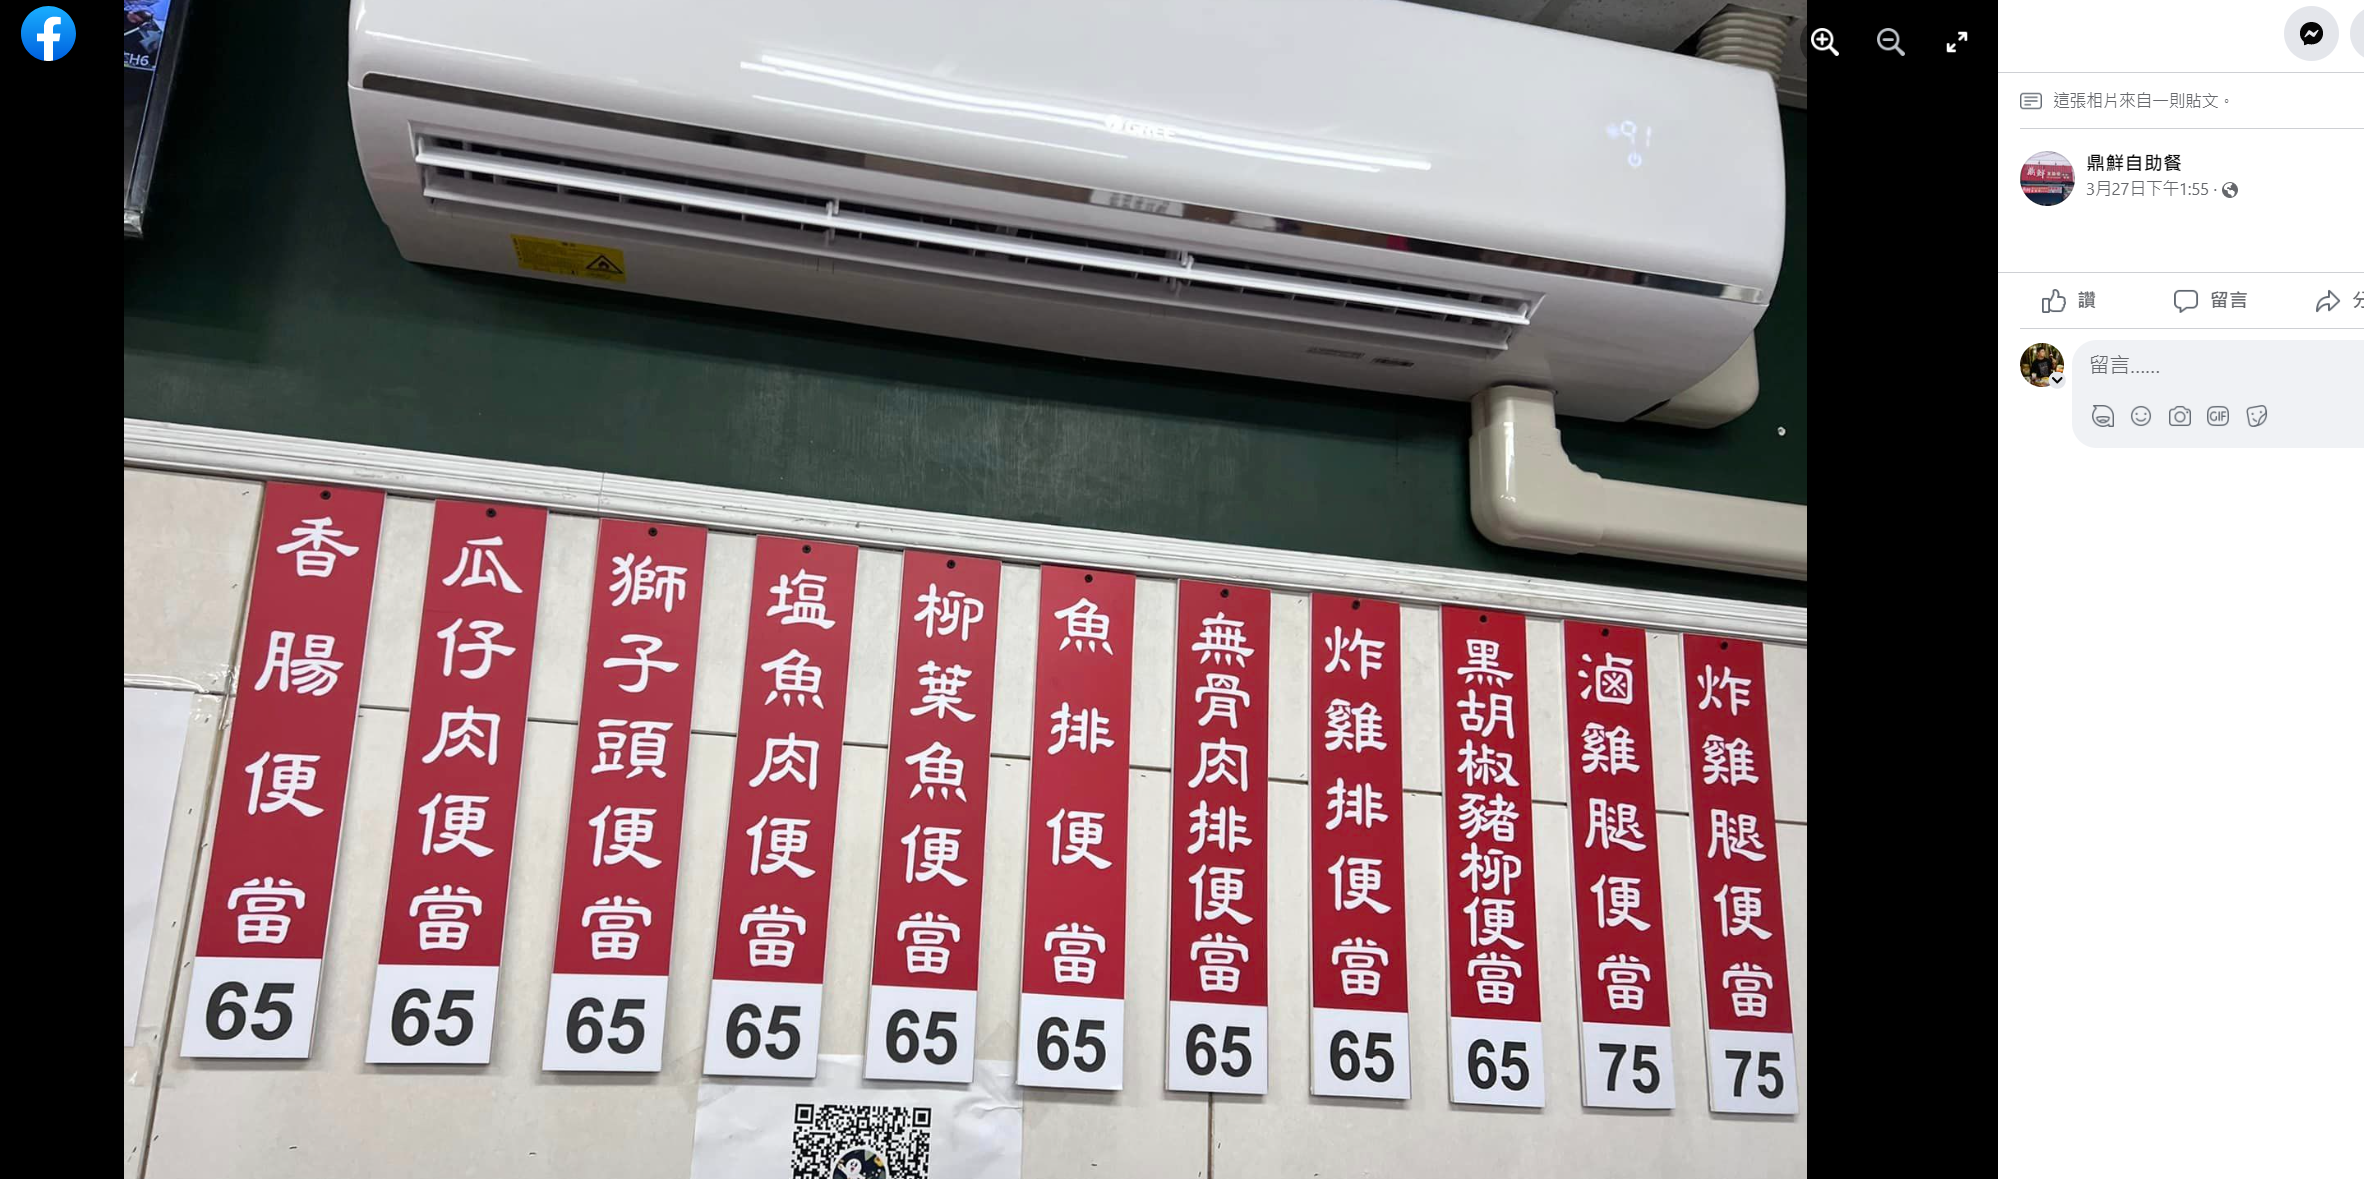 CH6
GREE
91
香腸便當
65
瓜仔肉便當
65
獅子頭便當
65
塩魚肉便當
65
柳葉魚便當
65
魚排便當
65
無骨肉排便當
65
炸雞排便當
65
黑胡椒豬柳便當
65
滷雞腿便當
75
炸雞腿便當
75
這張相片來自一則貼文。
鼎鮮自助餐
3月27日下午1:55 ·
讚
留言
留言……
GIF